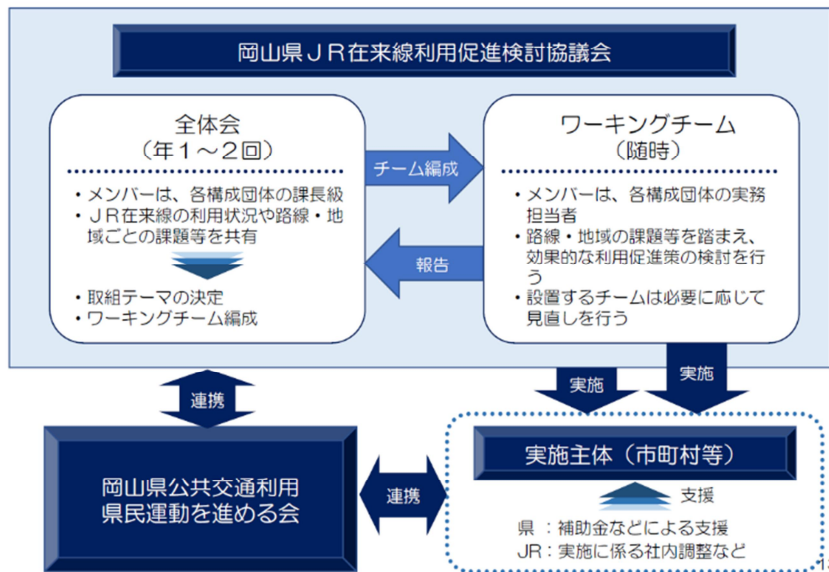 岡山県JR在来線利用促進検討協議会
全体会
(年1~2回)
・メンバーは、各構成団体の課長級
・JR在来線の利用状況や路線・地
域ごとの課題等を共有
・取組テーマの決定
・ワーキングチーム編成
チーム編成
報告
ワーキングチーム
(随時)
・メンバーは、各構成団体の実務
担当者
・路線・地域の課題等を踏まえ、
効果的な利用促進策の検討を行
う
・設置するチームは必要に応じて
見直しを行う
連携
実施
実施
岡山県公共交通利用
県民運動を進める会
連携
実施主体(市町村等)
支援
県 :補助金などによる支援
JR:実施に係る社内調整など